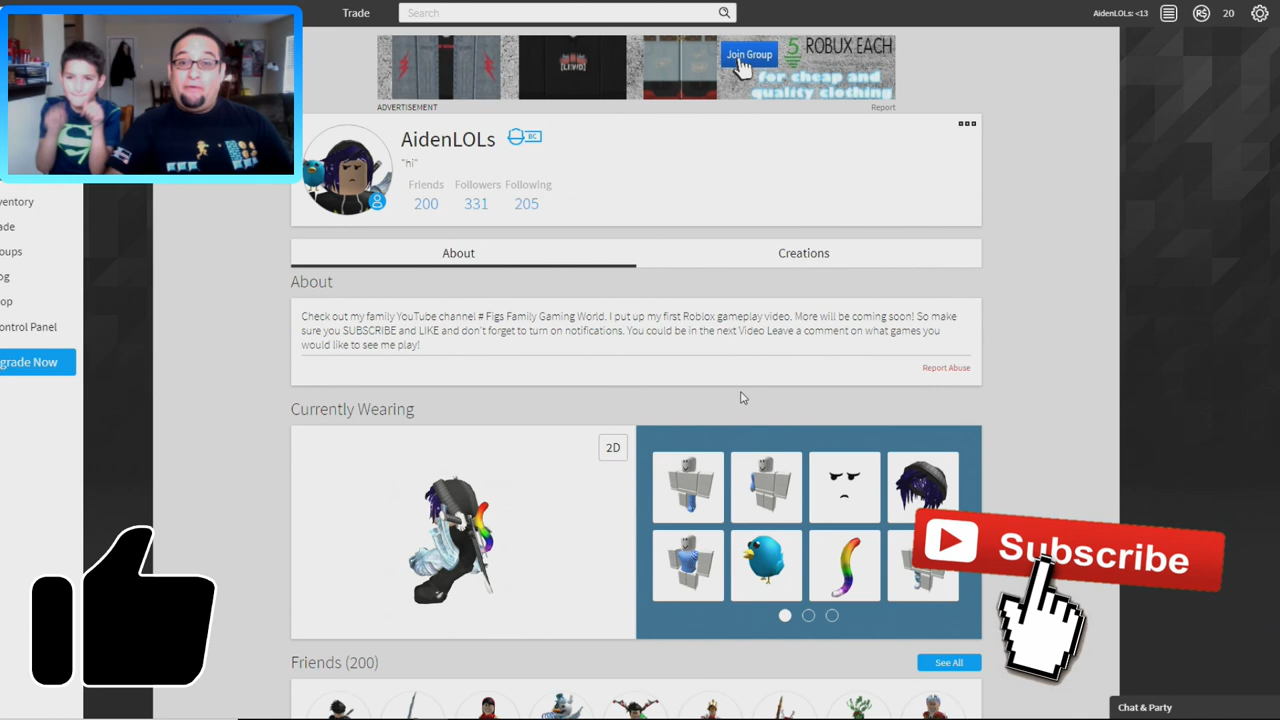 Trade
Search
AidenLOLs: <13
R$
20
[LIVID]
Join Group
5 ROBUX EACH
for cheap and
quality clothing
ADVERTISEMENT
Report
AidenLOLs
BC
"hi"
Friends
Followers
Following
200
331
205
ventory
ade
oups
og
op
ontrol Panel
grade Now
About
Creations
About
Check out my family YouTube channel # Figs Family Gaming World. I put up my first Roblox gameplay video. More will be coming soon! So make
sure you SUBSCRIBE and LIKE and don't forget to turn on notifications. You could be in the next Video Leave a comment on what games you
would like to see me play!
Report Abuse
Currently Wearing
2D
Subscribe
Friends (200)
See All
Chat & Party